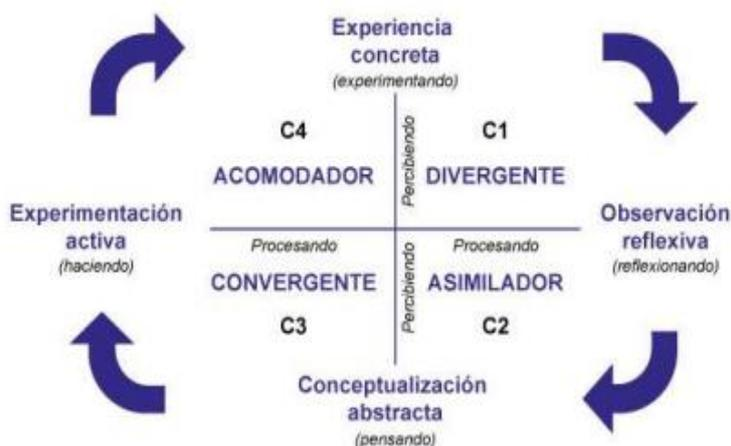 Experiencia
concreta
(experimentando)
C4
C1
Percibiendo
ACOMODADOR
DIVERGENTE
Experimentación
activa
(haciendo)
Observación
reflexiva
(reflexionando)
Procesando
Procesando
CONVERGENTE
ASIMILADOR
Percibiendo
C3
C2
Conceptualización
abstracta
(pensando)